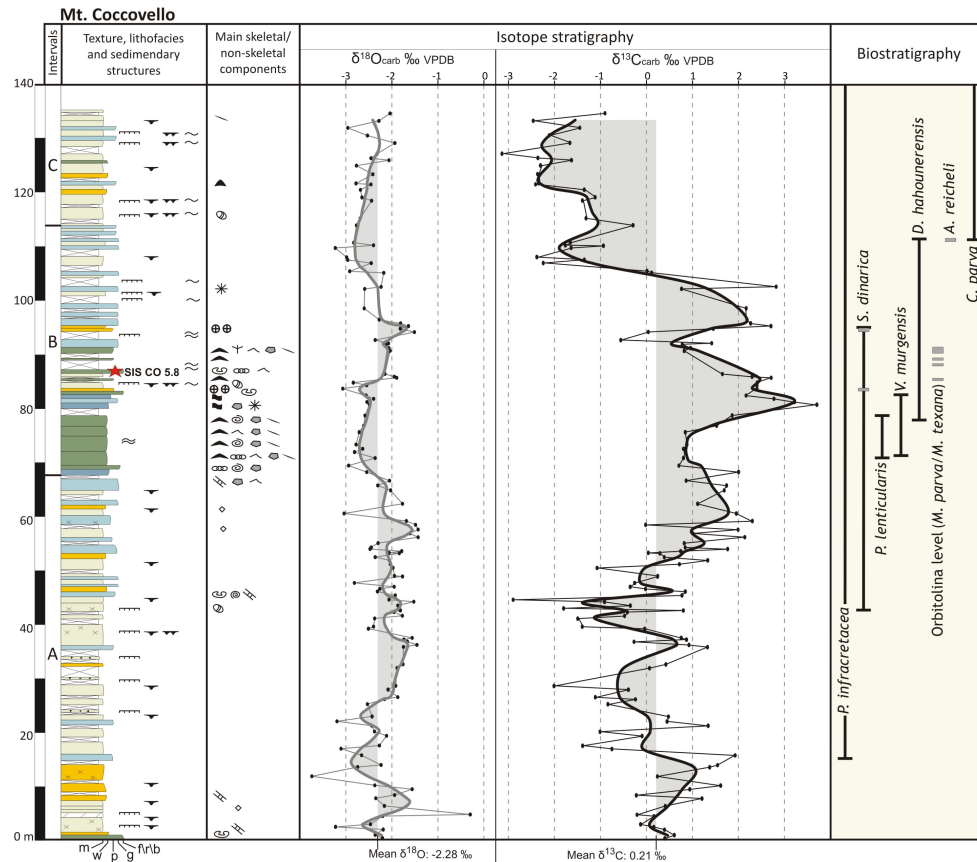 Mt. Coccovello
Intervals
Texture, lithofacies
and sedimendary
structures
Main skeletal/
non-skeletal
components
Isotope stratigraphy
Biostratigraphy
δ18Ocarb ‰ VPDB
-3 -2 -1 0
δ13Ccarb ‰ VPDB
-3 -2 -1 0 1 2 3
140
120
100
80
60
40
20
0 m
C
B
A
SIS CO 5.8
P. infracretacea
S. dinarica
P. lenticularis
V. murgensis
D. hahounerensis
Orbitolina level (M. parva/M. texana)
A. reicheli
C. parva
m w p g f\r\b
Mean δ18O: -2.28 ‰
Mean δ13C: 0.21 ‰